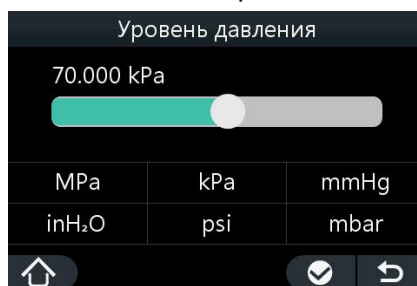 Уровень давления
70.000 kPa
MPa kPa mmHg
inH₂O psi mbar